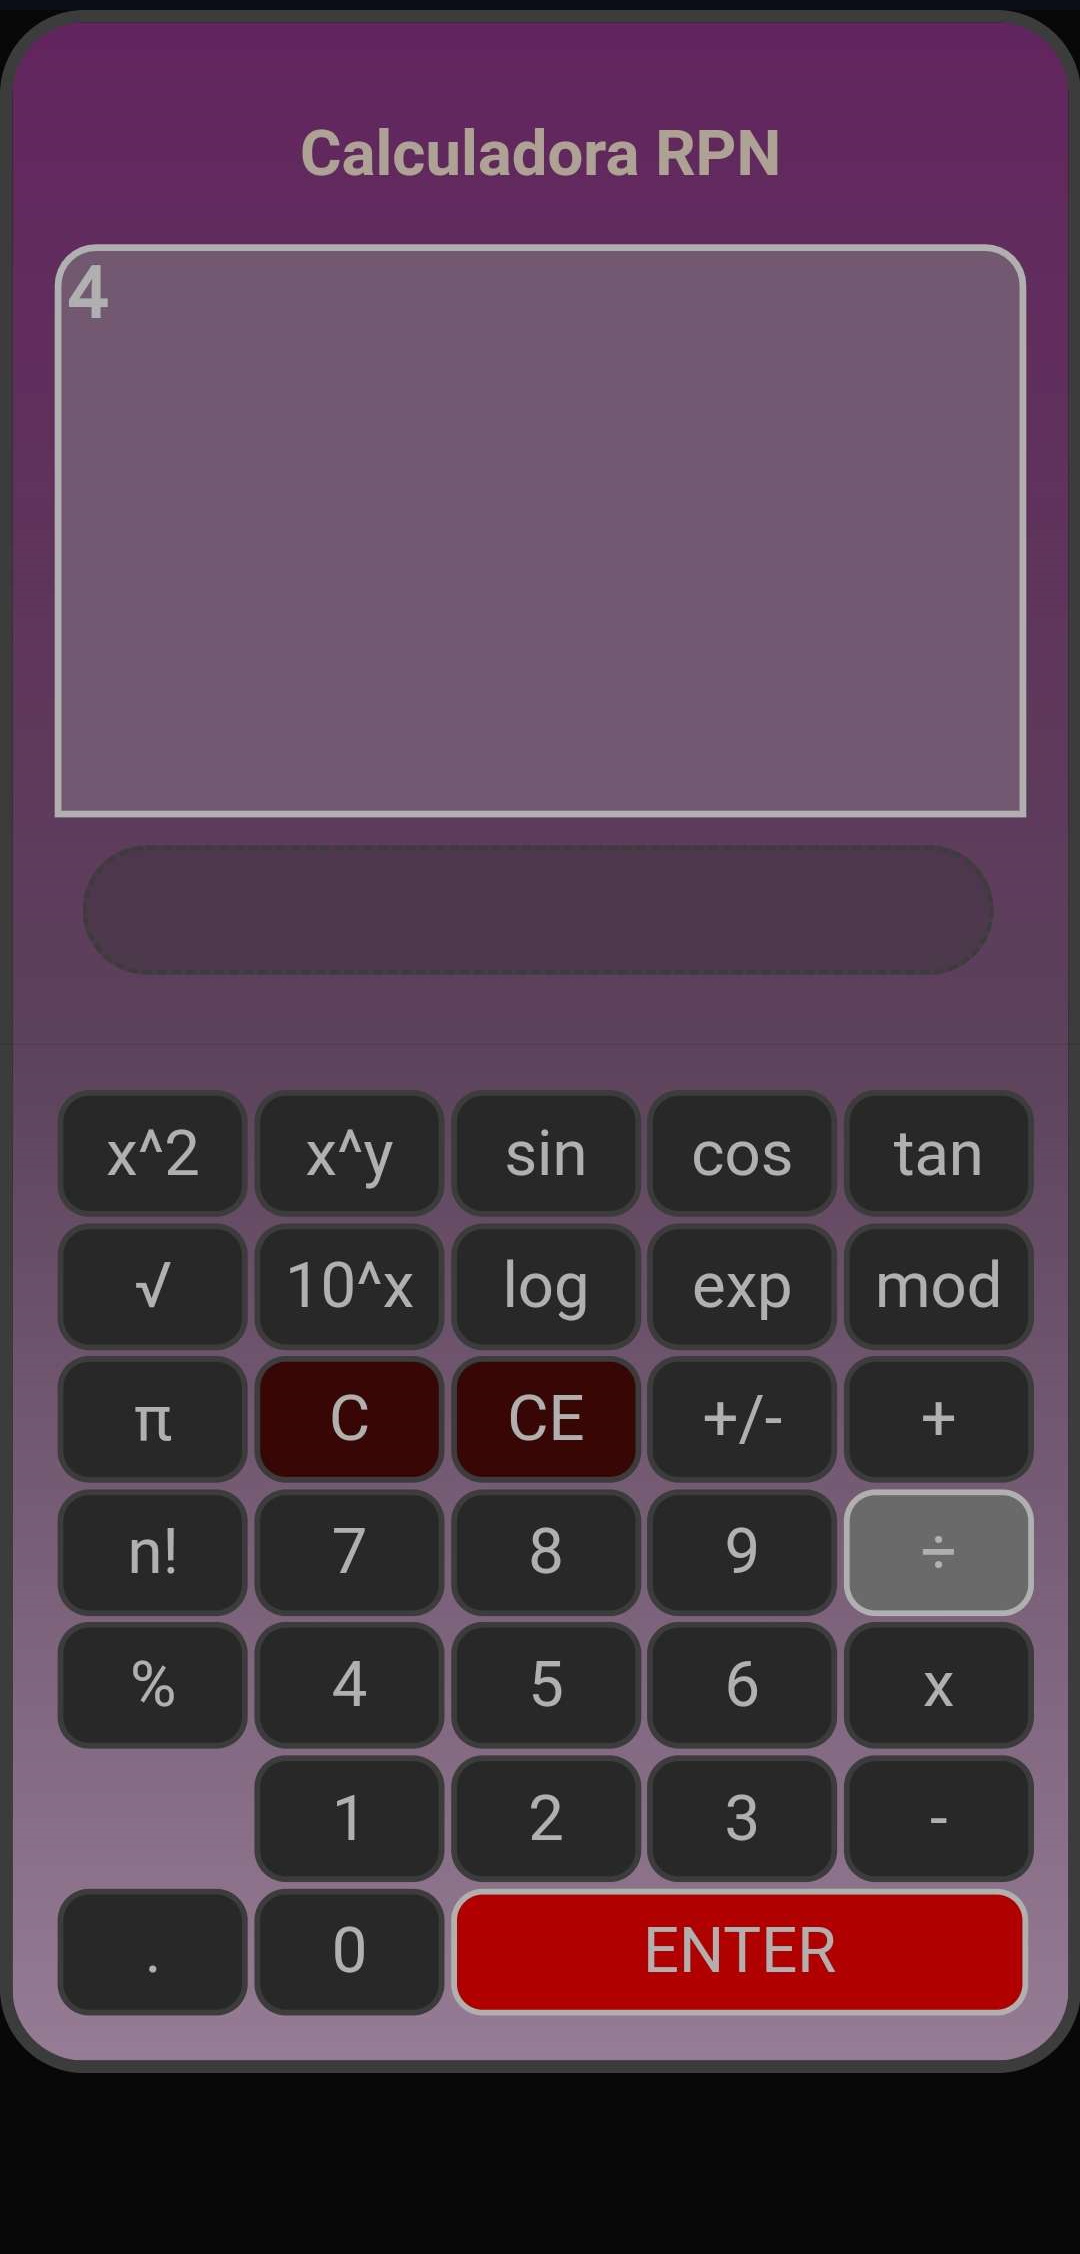 Calculadora RPN
4
x^2 x^y sin cos tan
√ 10^x log exp mod
π C CE +/- +
n! 7 8 9 ÷
% 4 5 6 x
1 2 3 -
. 0 ENTER